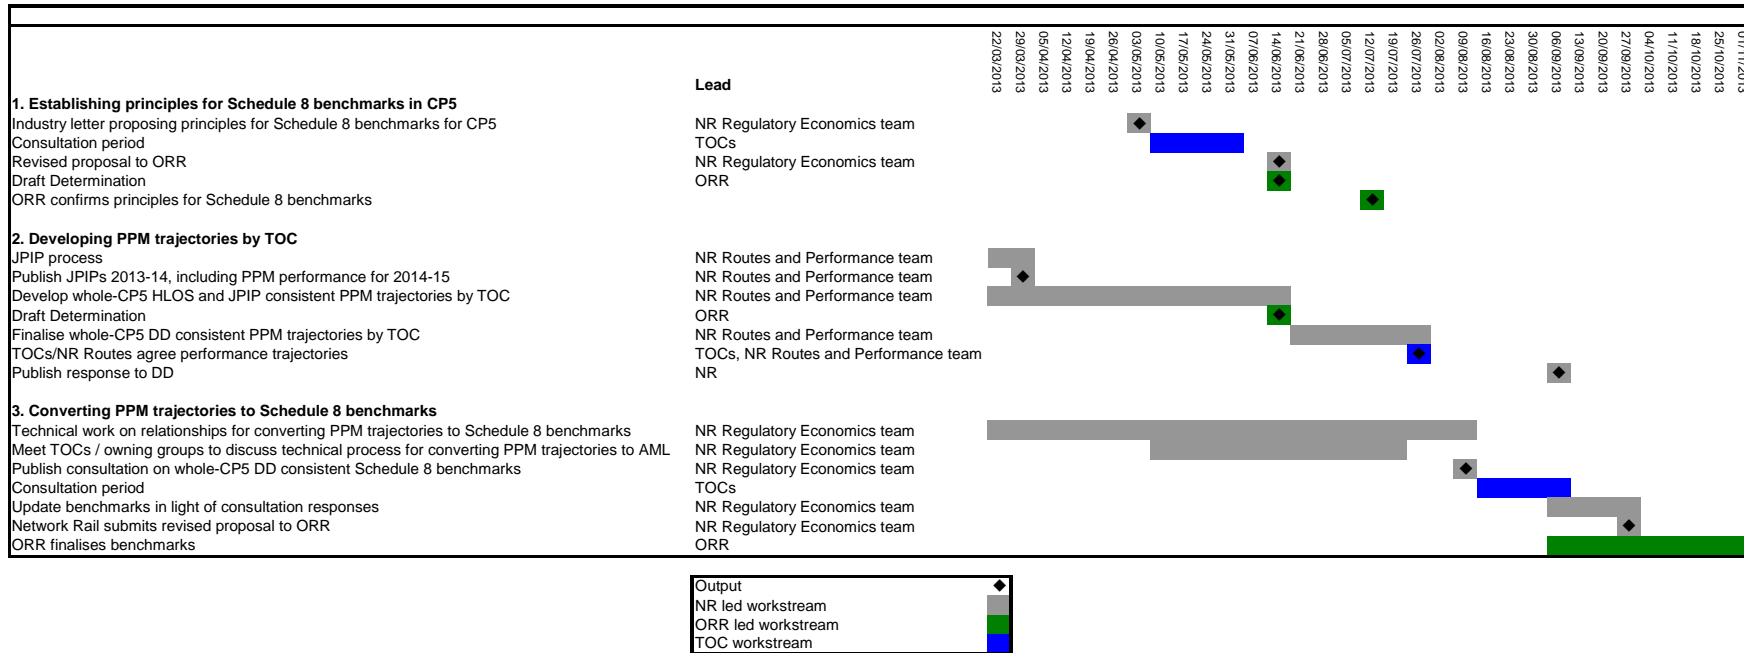 22/03/2013
29/03/2013
05/04/2013
12/04/2013
19/04/2013
26/04/2013
03/05/2013
10/05/2013
17/05/2013
24/05/2013
31/05/2013
07/06/2013
14/06/2013
21/06/2013
28/06/2013
05/07/2013
12/07/2013
19/07/2013
26/07/2013
02/08/2013
09/08/2013
16/08/2013
23/08/2013
30/08/2013
06/09/2013
13/09/2013
20/09/2013
27/09/2013
04/10/2013
11/10/2013
18/10/2013
25/10/2013
01/11/2013
Lead
1. Establishing principles for Schedule 8 benchmarks in CP5
Industry letter proposing principles for Schedule 8 benchmarks for CP5 NR Regulatory Economics team
Consultation period TOCs
Revised proposal to ORR NR Regulatory Economics team
Draft Determination ORR
ORR confirms principles for Schedule 8 benchmarks
2. Developing PPM trajectories by TOC
JPIP process NR Routes and Performance team
Publish JPIPs 2013-14, including PPM performance for 2014-15 NR Routes and Performance team
Develop whole-CP5 HLOS and JPIP consistent PPM trajectories by TOC NR Routes and Performance team
Draft Determination ORR
Finalise whole-CP5 DD consistent PPM trajectories by TOC NR Routes and Performance team
TOCs/NR Routes agree performance trajectories TOCs, NR Routes and Performance team
Publish response to DD NR
3. Converting PPM trajectories to Schedule 8 benchmarks
Technical work on relationships for converting PPM trajectories to Schedule 8 benchmarks NR Regulatory Economics team
Meet TOCs / owning groups to discuss technical process for converting PPM trajectories to AML NR Regulatory Economics team
Publish consultation on whole-CP5 DD consistent Schedule 8 benchmarks NR Regulatory Economics team
Consultation period TOCs
Update benchmarks in light of consultation responses NR Regulatory Economics team
Network Rail submits revised proposal to ORR NR Regulatory Economics team
ORR finalises benchmarks ORR
Output
NR led workstream
ORR led workstream
TOC workstream